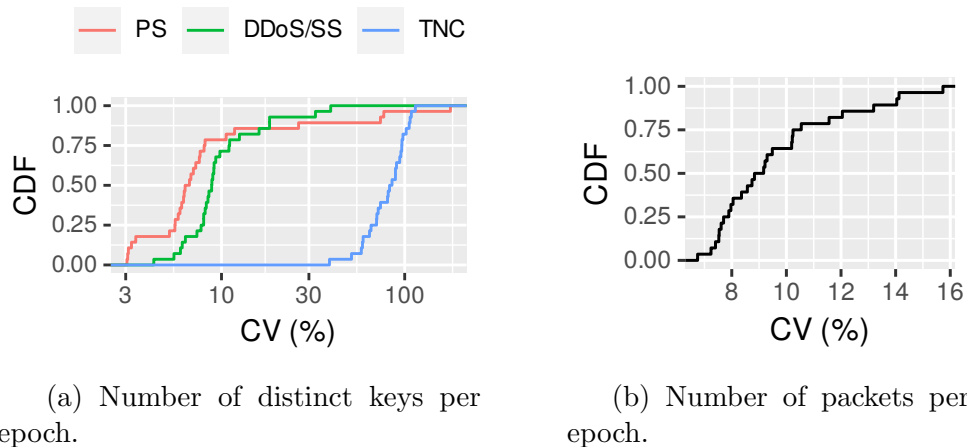 PS DDoS/SS TNC
1.00
0.75
0.50
0.25
0.00
CDF
3 10 30 100
CV (%)
(a) Number of distinct keys per
epoch.
1.00
0.75
0.50
0.25
0.00
CDF
8 10 12 14 16
CV (%)
(b) Number of packets per
epoch.